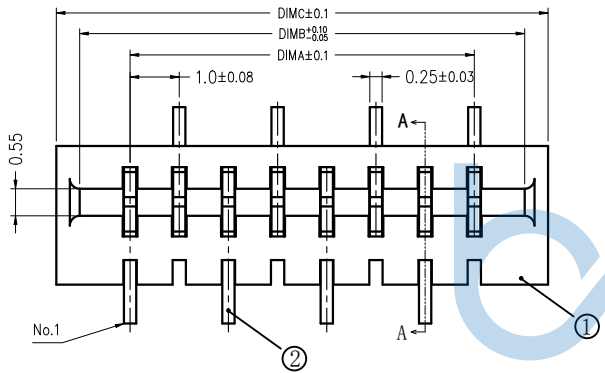 DIMC±0.1
DIMB+0.10 -0.05
DIMA±0.1
1.0±0.08
0.25±0.03
A
0.55
①
No.1
A
②